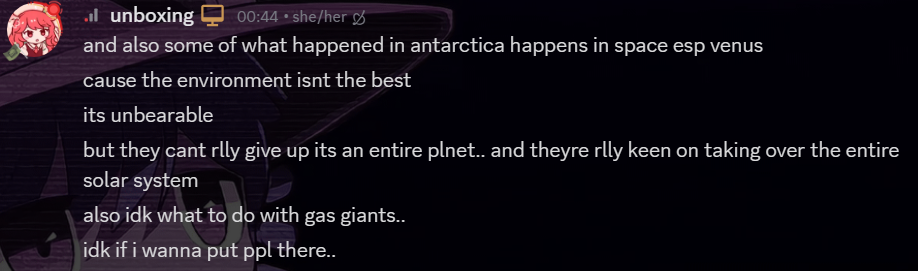 unboxing 00:44 • she/her
and also some of what happened in antarctica happens in space esp venus
cause the environment isnt the best
its unbearable
but they cant rlly give up its an entire plnet.. and theyre rlly keen on taking over the entire
solar system
also idk what to do with gas giants..
idk if i wanna put ppl there..